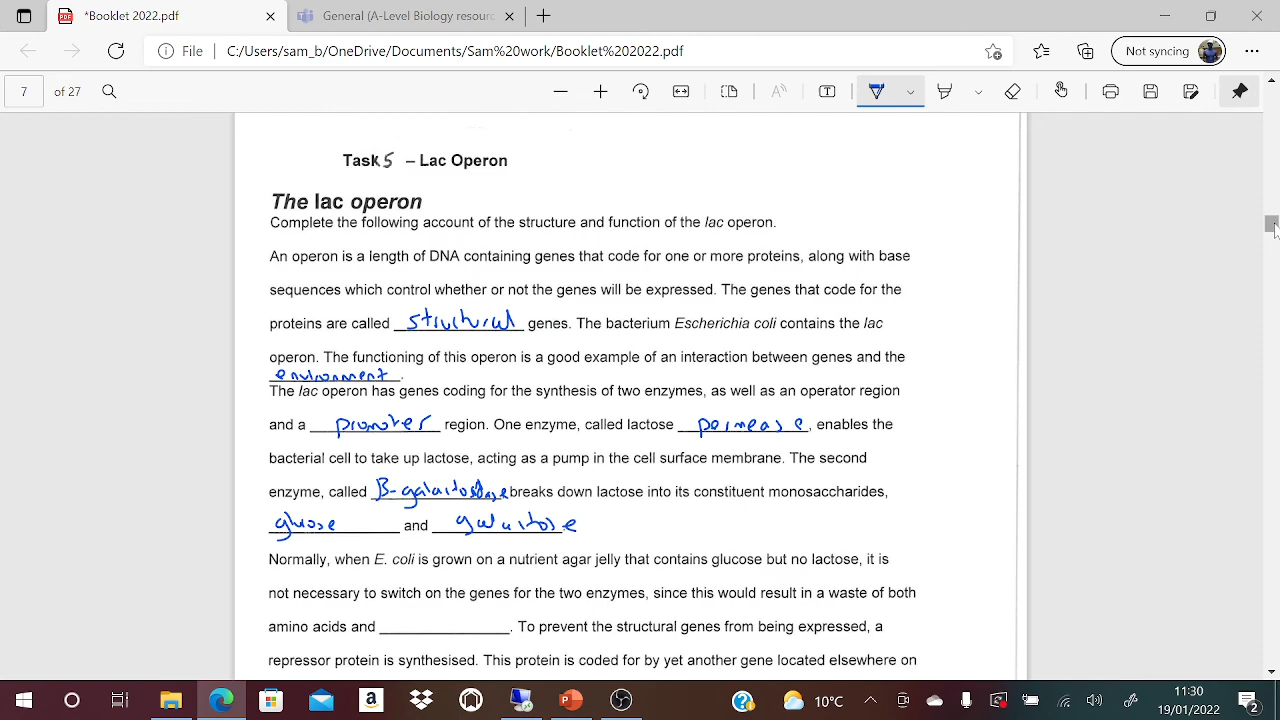 *Booklet 2022.pdf
General (A-Level Biology resourc
File
C:/Users/sam_b/OneDrive/Documents/Sam%20work/Booklet%202022.pdf
Not syncing
7
of 27
Task 5 – Lac Operon
The lac operon
Complete the following account of the structure and function of the lac operon.
An operon is a length of DNA containing genes that code for one or more proteins, along with base
sequences which control whether or not the genes will be expressed. The genes that code for the
proteins are called structural genes. The bacterium Escherichia coli contains the lac
operon. The functioning of this operon is a good example of an interaction between genes and the
environment.
The lac operon has genes coding for the synthesis of two enzymes, as well as an operator region
and a promoter region. One enzyme, called lactose permease, enables the
bacterial cell to take up lactose, acting as a pump in the cell surface membrane. The second
enzyme, called β-galactosidase breaks down lactose into its constituent monosaccharides,
glucose and galactose
Normally, when E. coli is grown on a nutrient agar jelly that contains glucose but no lactose, it is
not necessary to switch on the genes for the two enzymes, since this would result in a waste of both
amino acids and ______________. To prevent the structural genes from being expressed, a
repressor protein is synthesised. This protein is coded for by yet another gene located elsewhere on
10°C
11:30
19/01/2022